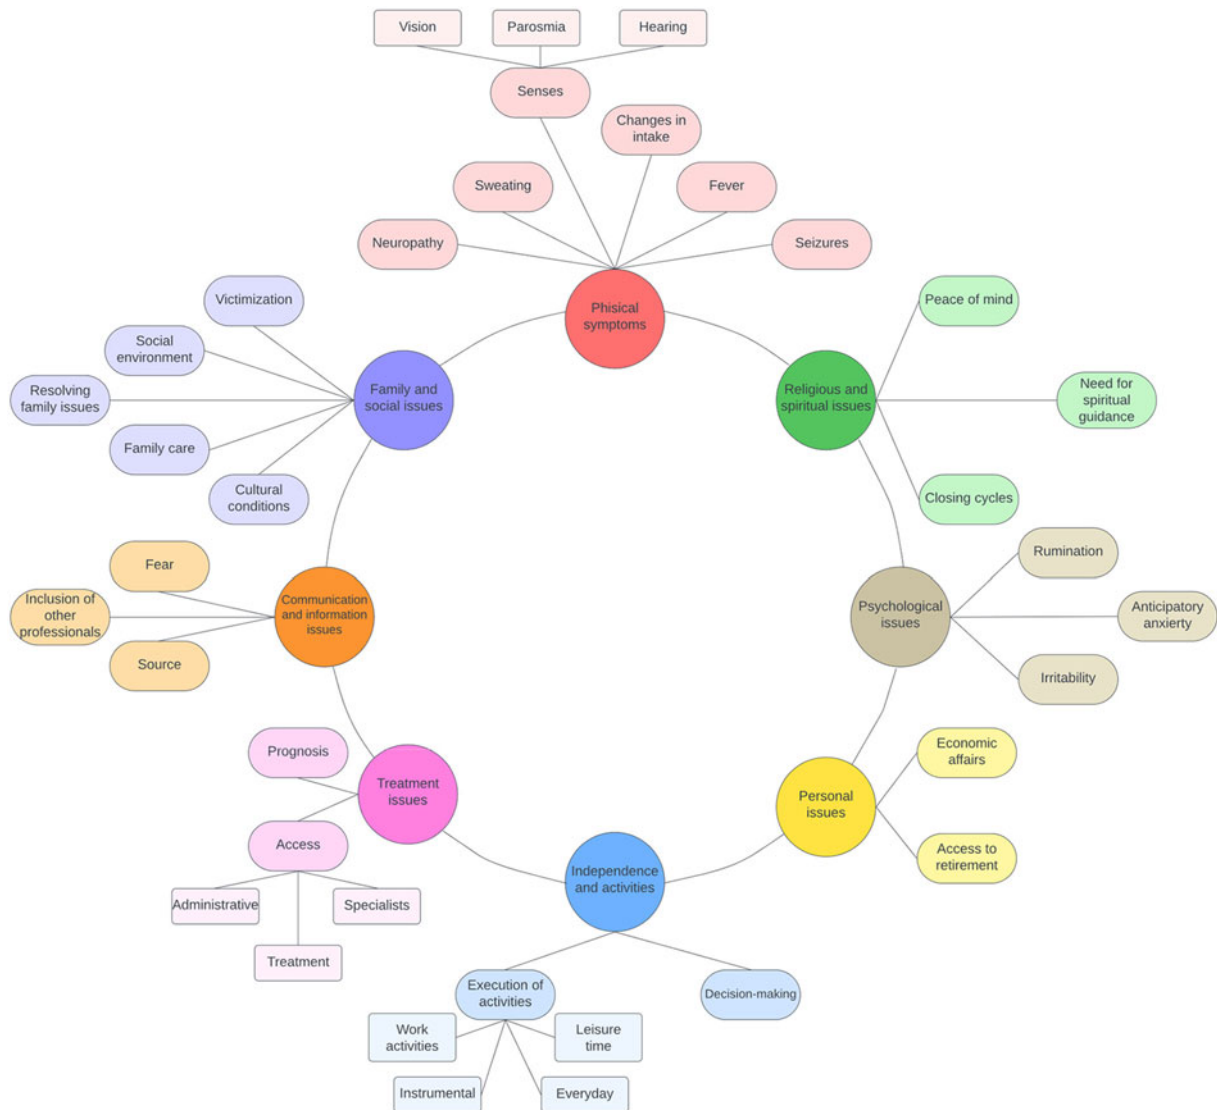 Vision
Parosmia
Hearing
Senses
Changes in
intake
Sweating
Fever
Neuropathy
Seizures
Phisical
symptoms
Victimization
Social
environment
Resolving
family issues
Family care
Cultural
conditions
Family and
social issues
Religious and
spiritual issues
Peace of mind
Need for
spiritual
guidance
Closing cycles
Fear
Inclusion of
other
professionals
Source
Communication
and information
issues
Psychological
issues
Rumination
Anticipatory
anxierty
Irritability
Prognosis
Treatment
issues
Access
Administrative
Specialists
Treatment
Personal
issues
Economic
affairs
Access to
retirement
Independence
and activities
Execution of
activities
Decision-making
Work
activities
Leisure
time
Instrumental
Everyday